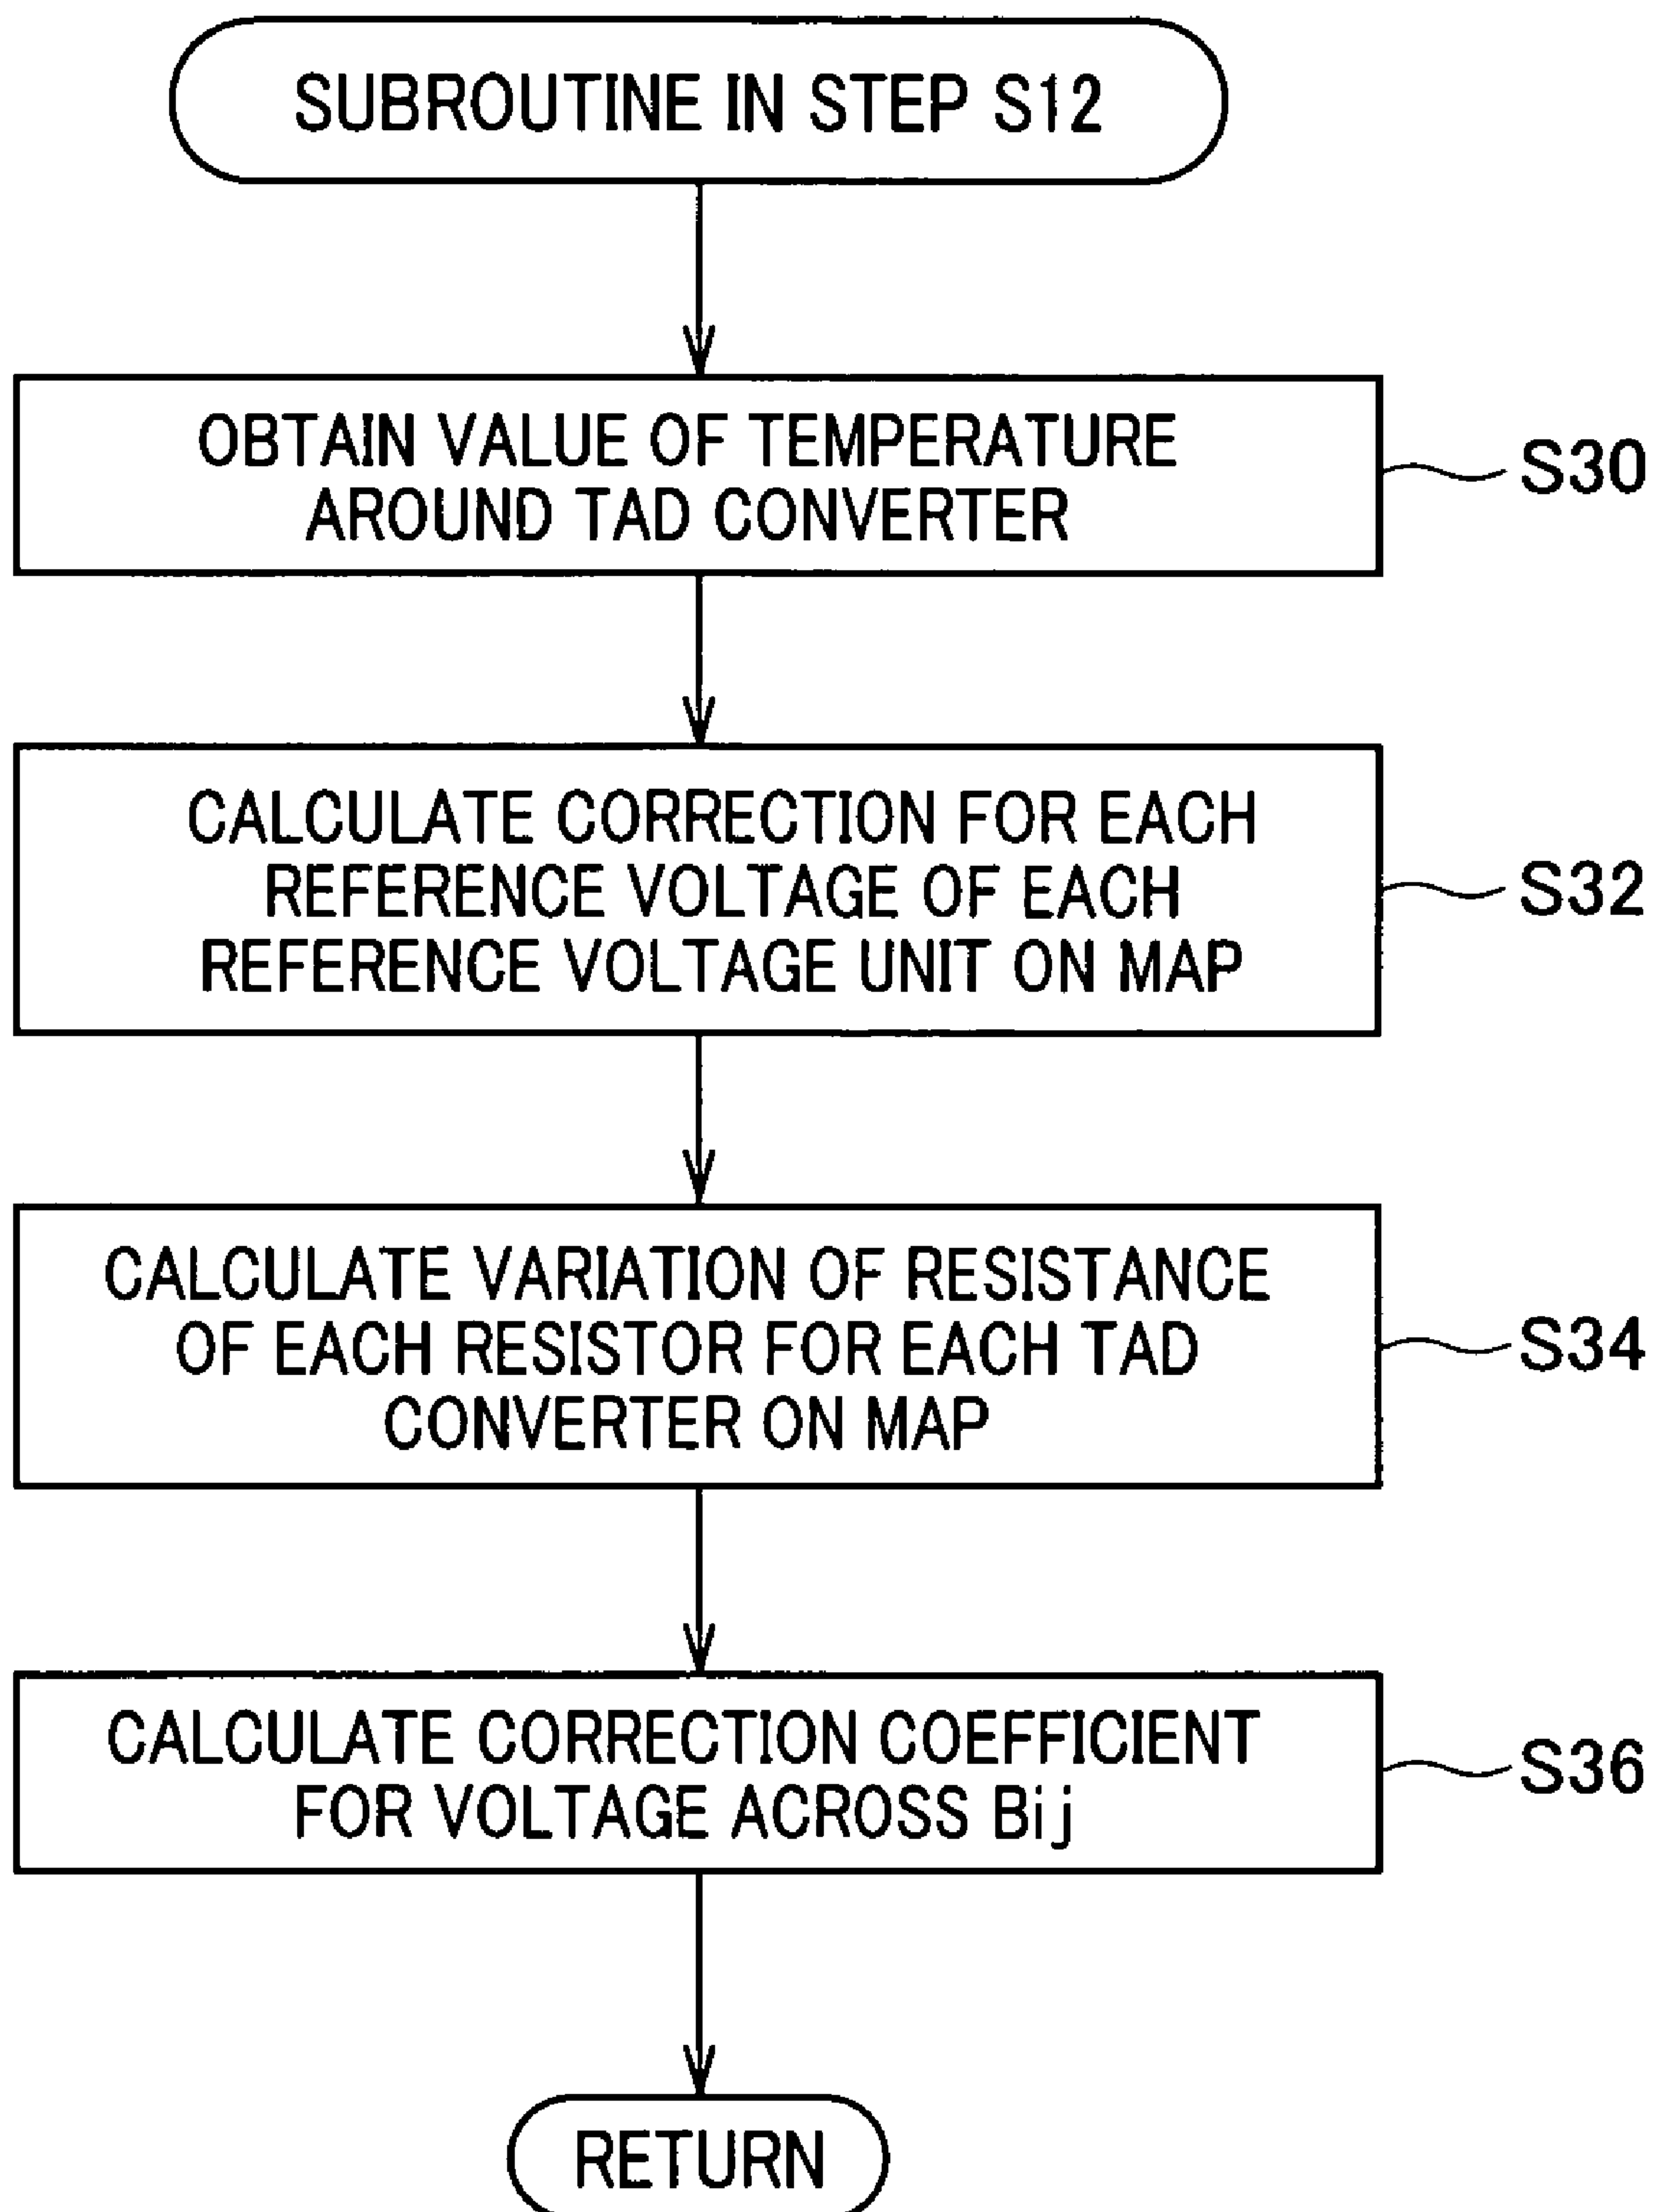 SUBROUTINE IN STEP S12
OBTAIN VALUE OF TEMPERATURE
AROUND TAD CONVERTER
S30
CALCULATE CORRECTION FOR EACH
REFERENCE VOLTAGE OF EACH
REFERENCE VOLTAGE UNIT ON MAP
S32
CALCULATE VARIATION OF RESISTANCE
OF EACH RESISTOR FOR EACH TAD
CONVERTER ON MAP
S34
CALCULATE CORRECTION COEFFICIENT
FOR VOLTAGE ACROSS Bij
S36
RETURN